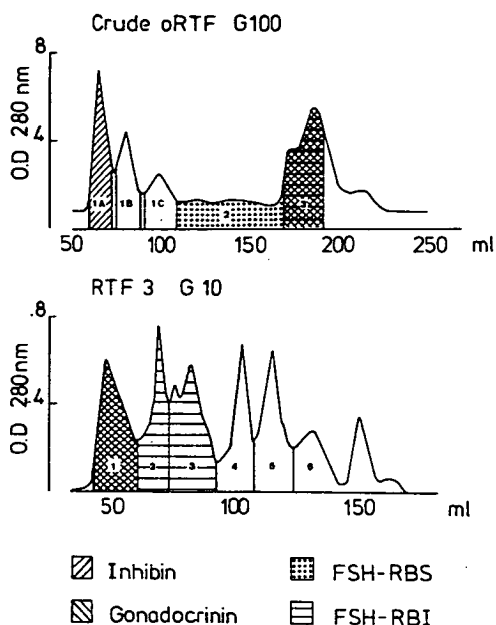 Crude oRTF G100
8
4
O.D 280 nm
1A 1B 1C 2
50 100 150 200 250 ml
RTF 3 G 10
.8
.4
O.D 280nm
1 2 3 4 5 6
50 100 150 ml
Inhibin FSH-RBS
Gonadocrinin FSH-RBI